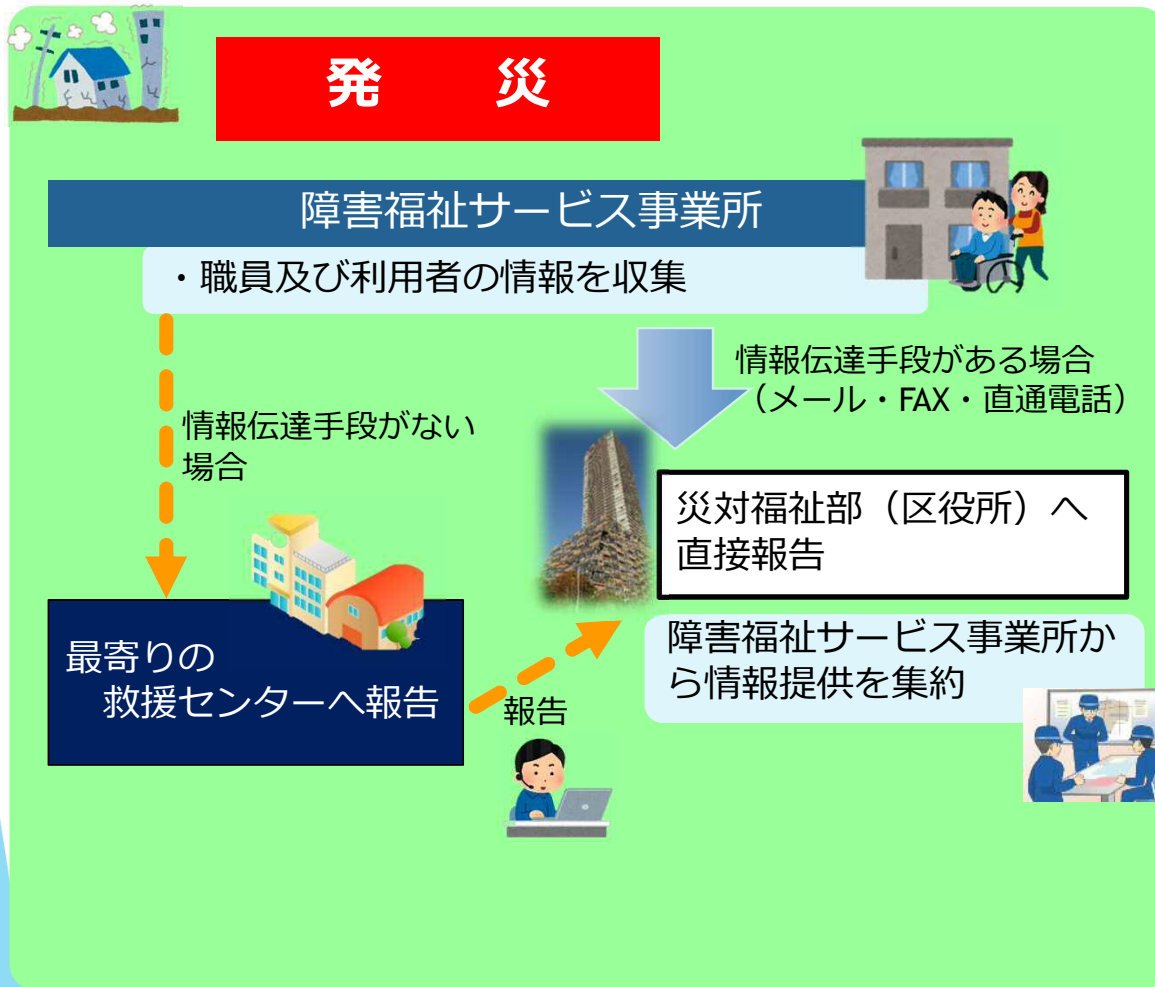 発　　災
障害福祉サービス事業所
・職員及び利用者の情報を収集
情報伝達手段がある場合
（メール・FAX・直通電話）
情報伝達手段がない
場合
災対福祉部（区役所）へ
直接報告
最寄りの
救援センターへ報告
報告
障害福祉サービス事業所か
ら情報提供を集約